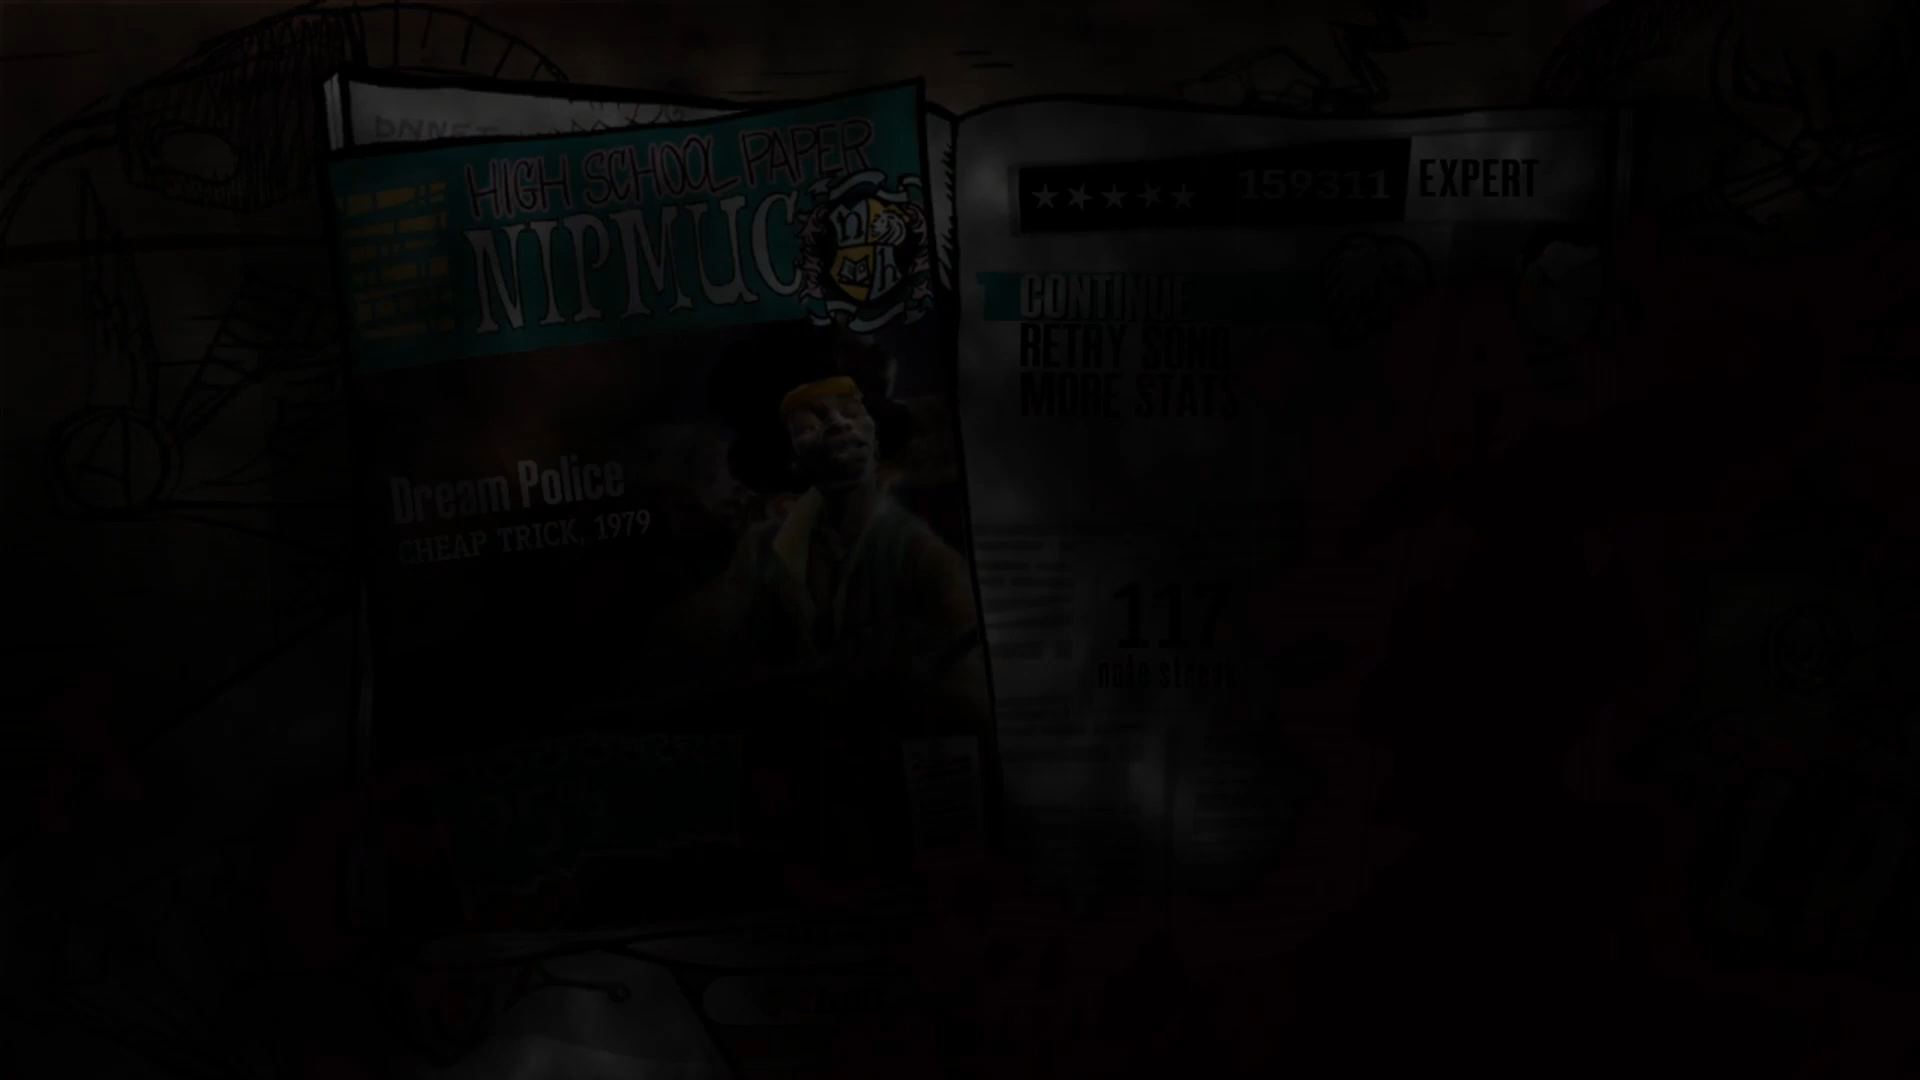 HIGH SCHOOL PAPER
NIPMUC
Dream Police
CHEAP TRICK, 1979
159311 EXPERT
CONTINUE
RETRY SONG
MORE STATS
117
note streak